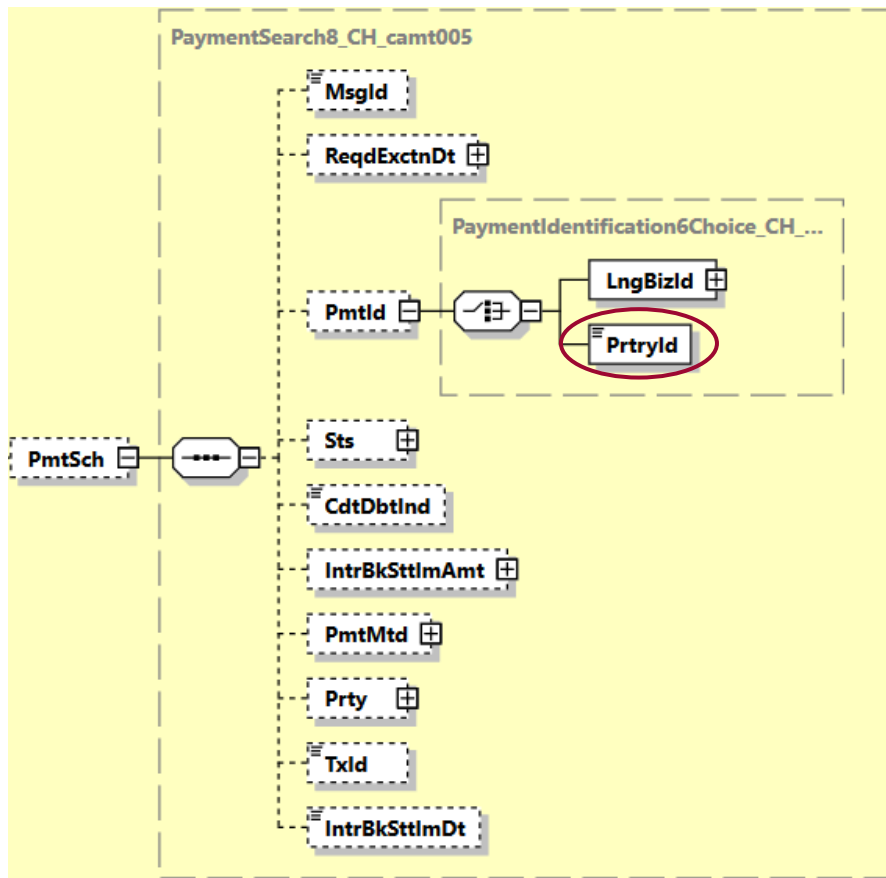 PaymentSearch8_CH_camt005
MsgId
ReqdExctnDt
PaymentIdentification6Choice_CH_...
LngBizId
PmtId
PrtryId
Sts
PmtSch
CdtDbtInd
IntrBkSttlmAmt
PmtMtd
Prty
TxId
IntrBkSttlmDt